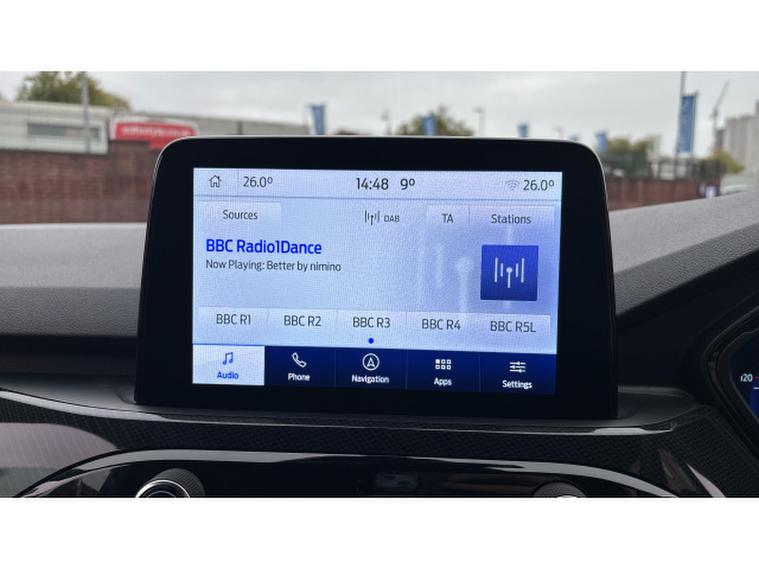 26.0° 14:48 9° 26.0°
Sources DAB TA Stations
BBC Radio1Dance
Now Playing: Better by nimino
BBC R1 BBC R2 BBC R3 BBC R4 BBC R5L
Audio Phone Navigation Apps Settings
120